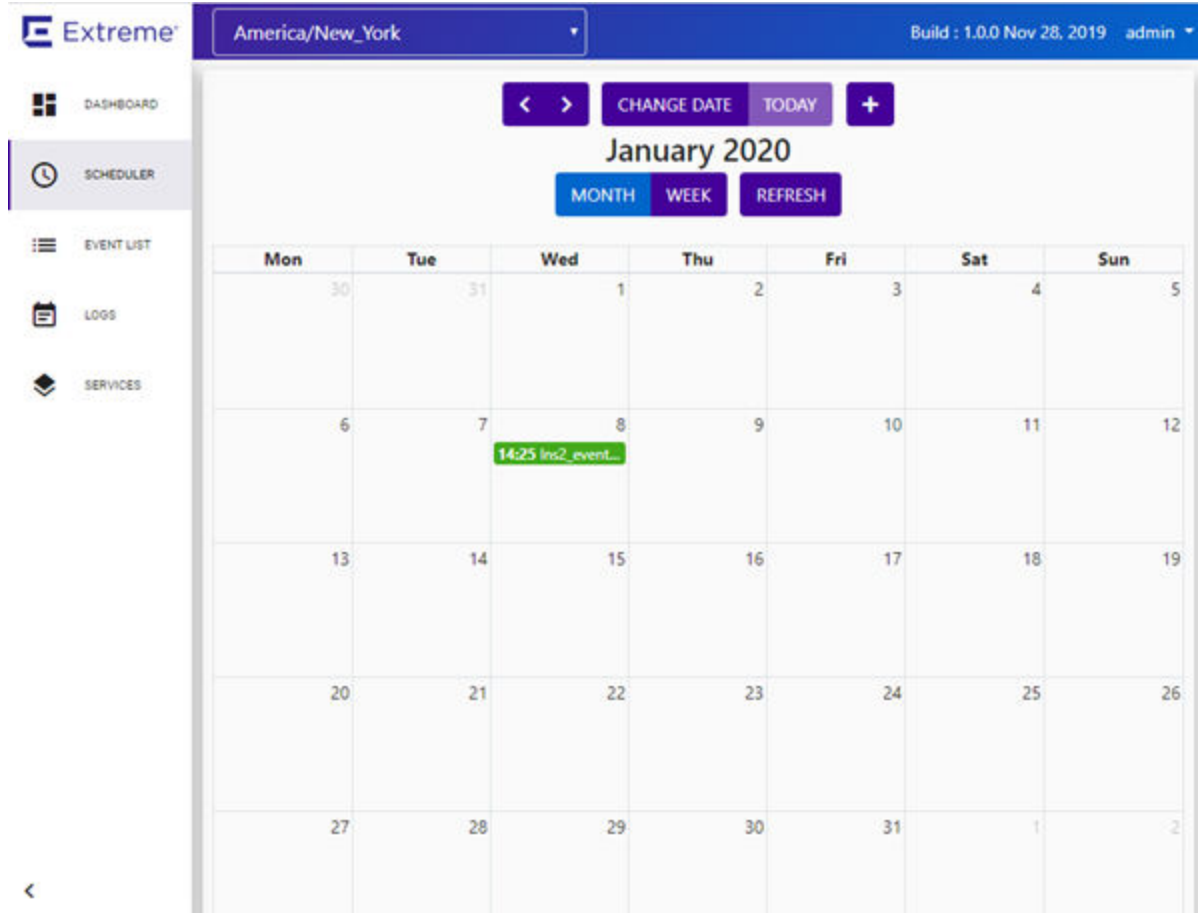 Extreme
America/New_York
Build : 1.0.0 Nov 28, 2019 admin
DASHBOARD
SCHEDULER
EVENT LIST
LOGS
SERVICES
CHANGE DATE TODAY +
January 2020
MONTH WEEK REFRESH
Mon Tue Wed Thu Fri Sat Sun
30 31 1 2 3 4 5
6 7 8 9 10 11 12
14:25 lns2_event...
13 14 15 16 17 18 19
20 21 22 23 24 25 26
27 28 29 30 31 1 2